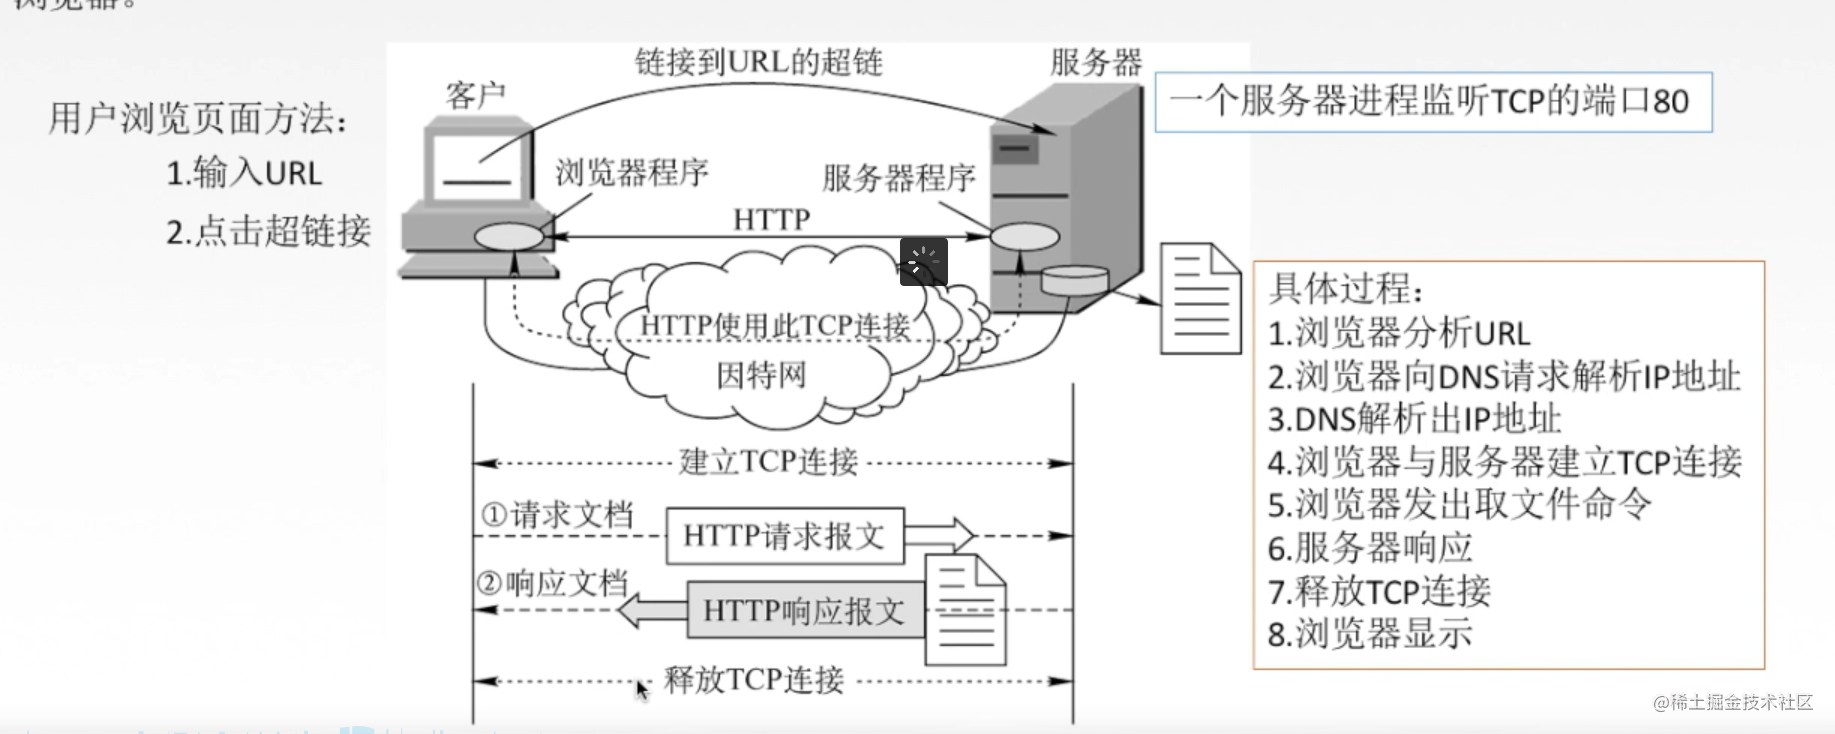 浏览器。
用户浏览页面方法：
1.输入URL
2.点击超链接
链接到URL的超链
客户
服务器
浏览器程序
服务器程序
HTTP
HTTP使用此TCP连接
因特网
建立TCP连接
①请求文档
HTTP请求报文
②响应文档
HTTP响应报文
释放TCP连接
一个服务器进程监听TCP的端口80
具体过程：
1.浏览器分析URL
2.浏览器向DNS请求解析IP地址
3.DNS解析出IP地址
4.浏览器与服务器建立TCP连接
5.浏览器发出取文件命令
6.服务器响应
7.释放TCP连接
8.浏览器显示
@稀土掘金技术社区